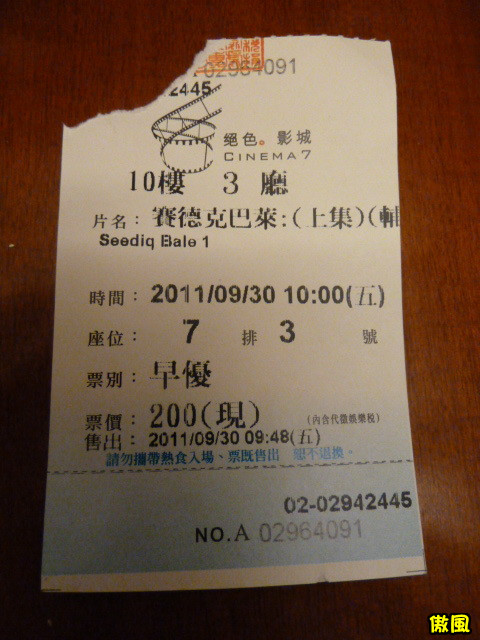 02964091
2445
絕色。影城
CINEMA7
10樓 3 廳
片名：賽德克巴萊:(上集)(輔
Seediq Bale 1
時間：2011/09/30 10:00(五)
座位： 7 排 3 號
票別：早優
票價：200(現) (內含代徵娛樂稅)
售出：2011/09/30 09:48(五)
請勿攜帶熱食入場、票既售出 恕不退換。
02-02942445
NO.A 02964091
傲風